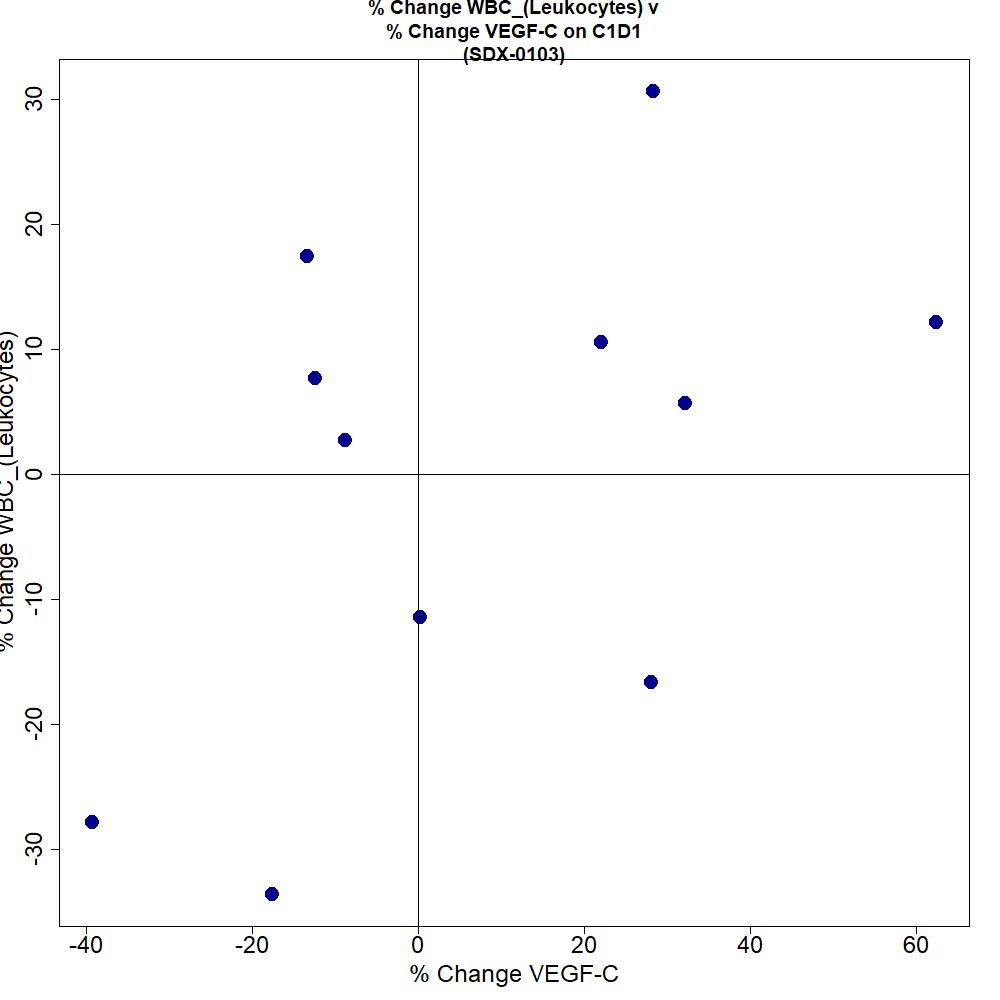 % Change WBC_(Leukocytes) v
% Change VEGF-C on C1D1
(SDX-0103)
% Change WBC_(Leukocytes)
30
20
10
0
-10
-20
-30
-40
-20
0
20
40
60
% Change VEGF-C